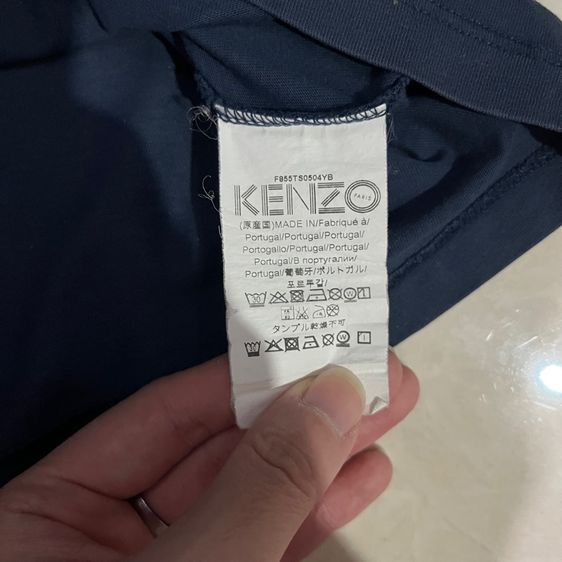 F855TS0504YB
KENZO
PARIS
(原産国)MADE IN/Fabriqué à/
Portugal/Portugal/Portugal/
Portogallo/Portugal/Portugal/
Portugal/В португалии/
Portugal/葡萄牙/ポルトガル/
포르투갈/
タンブル乾燥不可